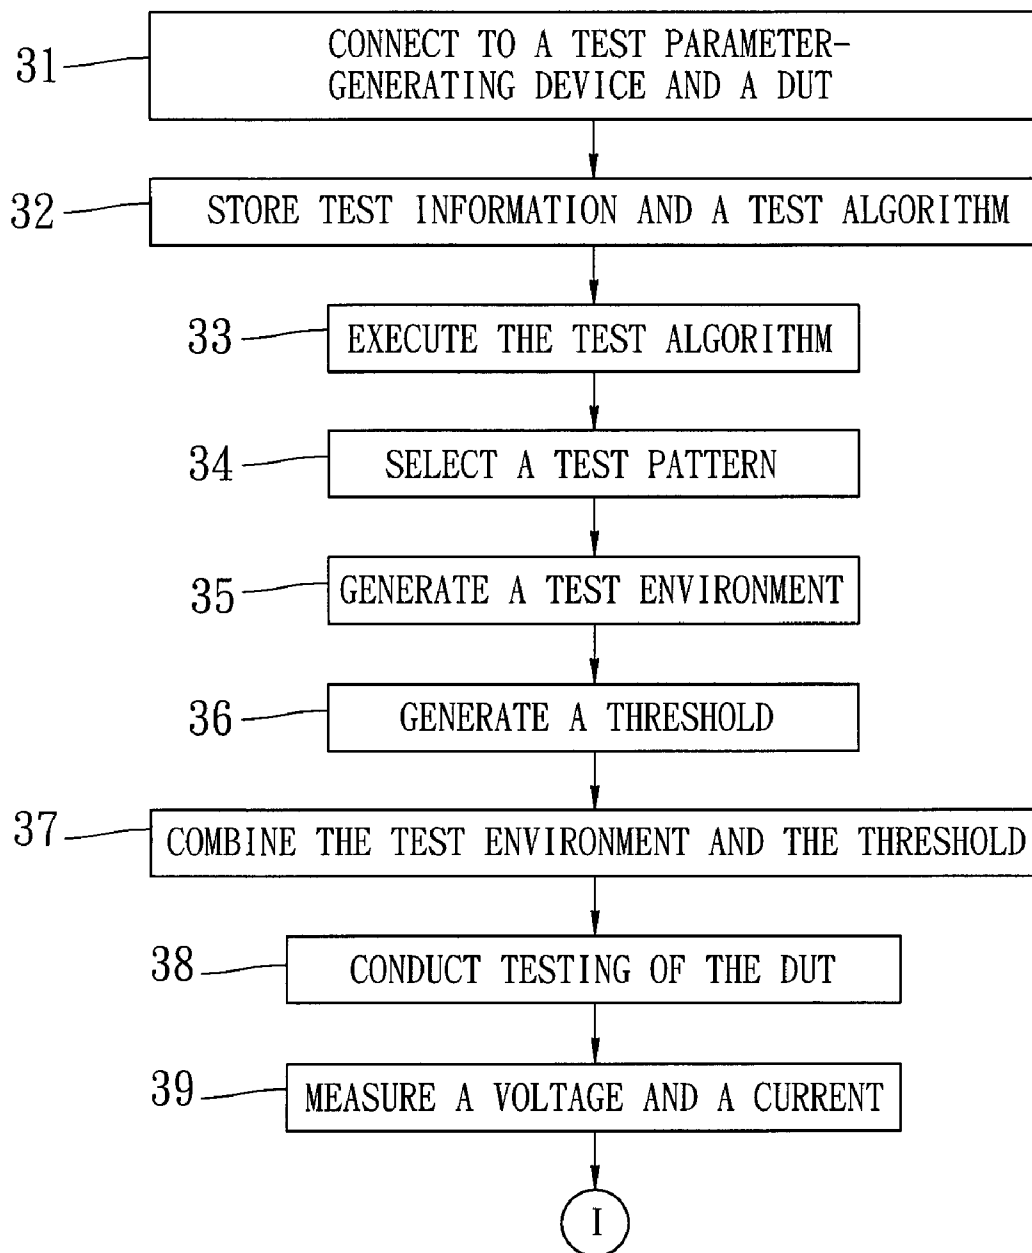 31
CONNECT TO A TEST PARAMETER-
GENERATING DEVICE AND A DUT
32
STORE TEST INFORMATION AND A TEST ALGORITHM
33
EXECUTE THE TEST ALGORITHM
34
SELECT A TEST PATTERN
35
GENERATE A TEST ENVIRONMENT
36
GENERATE A THRESHOLD
37
COMBINE THE TEST ENVIRONMENT AND THE THRESHOLD
38
CONDUCT TESTING OF THE DUT
39
MEASURE A VOLTAGE AND A CURRENT
I